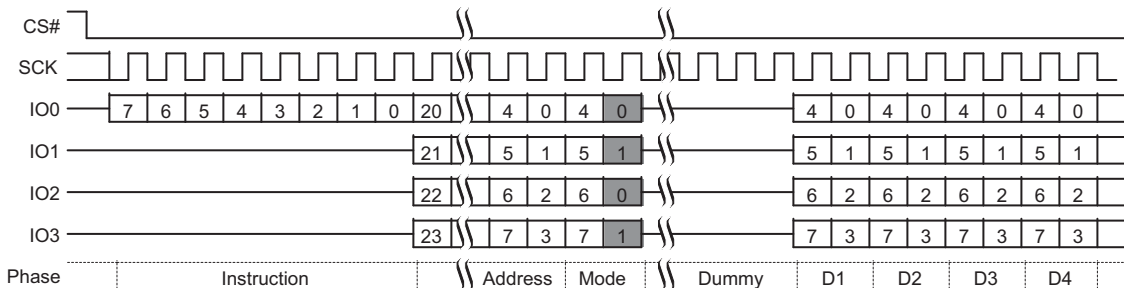 CS#
SCK
IO0 7 6 5 4 3 2 1 0 20 4 0 4 0 4 0 4 0 4 0 4 0
IO1 21 5 1 5 1 5 1 5 1 5 1 5 1
IO2 22 6 2 6 0 6 2 6 2 6 2 6 2
IO3 23 7 3 7 1 7 3 7 3 7 3 7 3
Phase Instruction Address Mode Dummy D1 D2 D3 D4